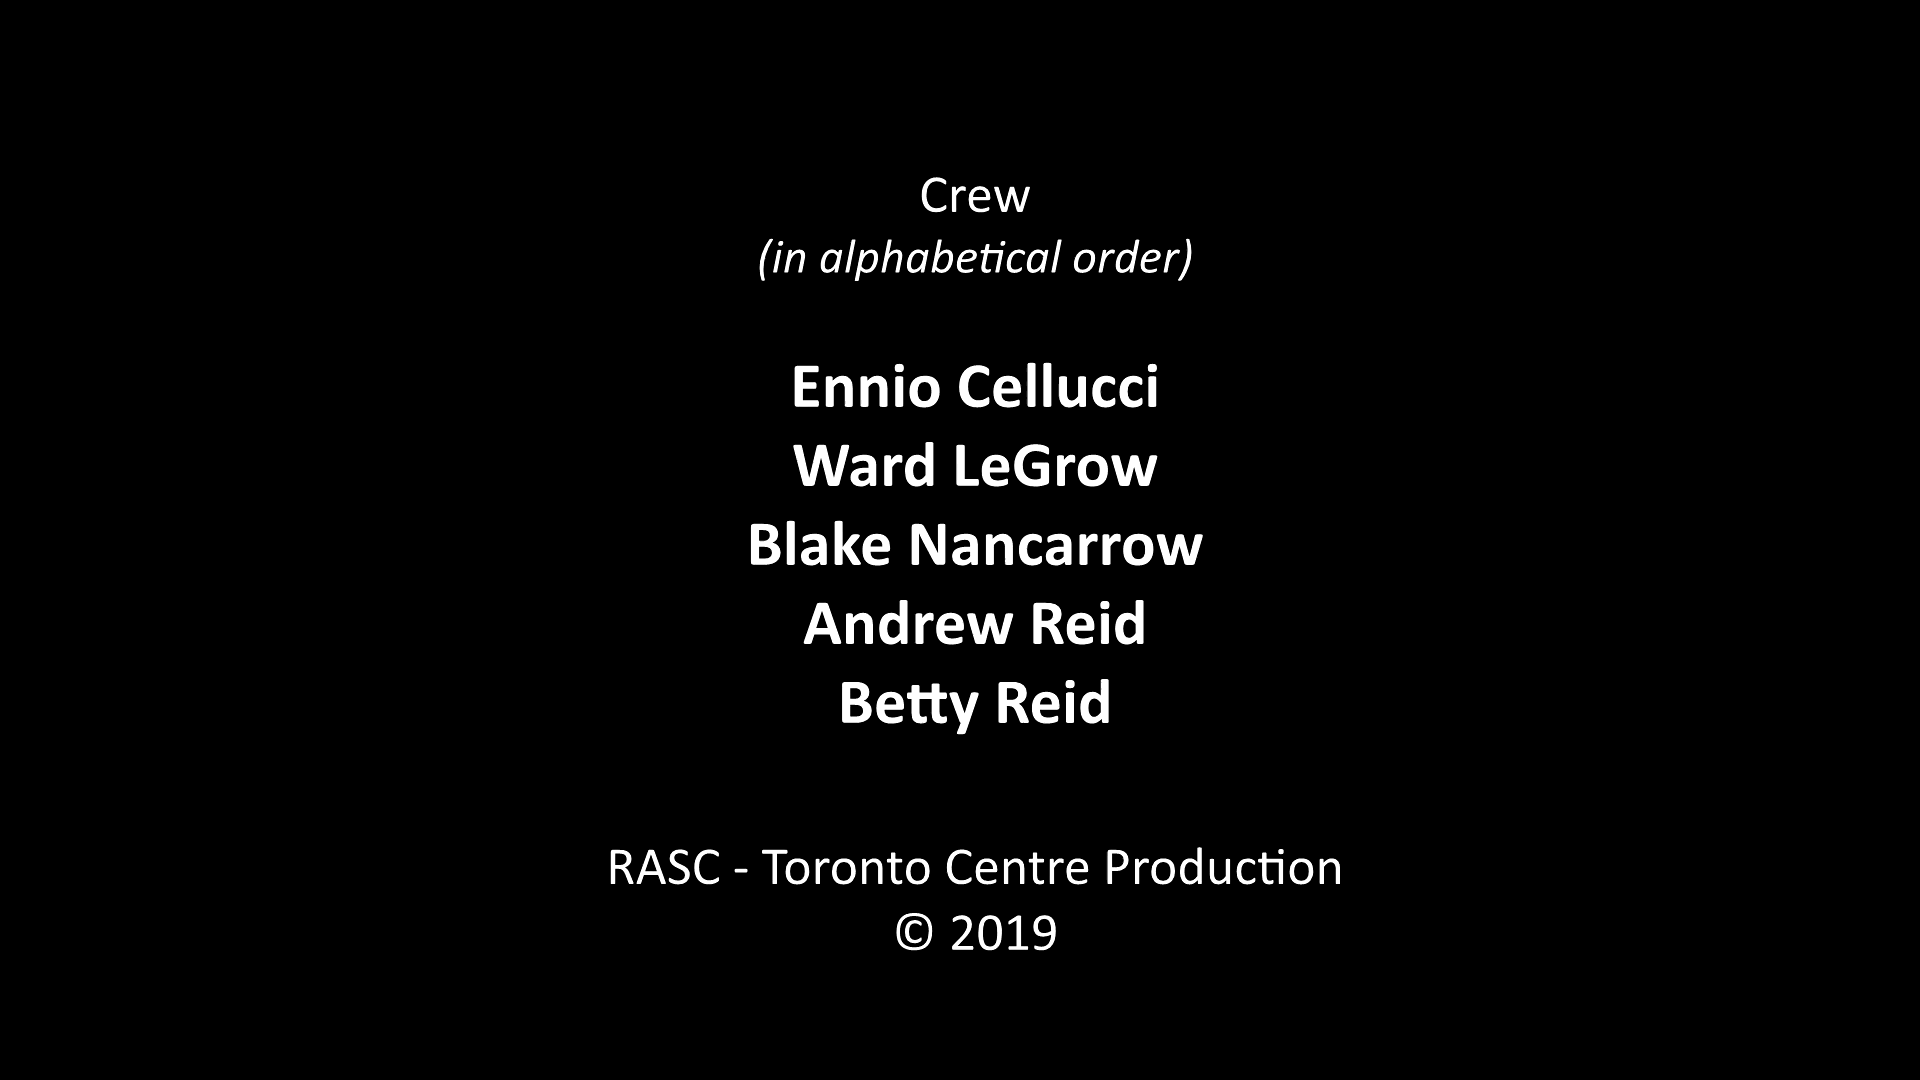 Crew
(in alphabetical order)
Ennio Cellucci
Ward LeGrow
Blake Nancarrow
Andrew Reid
Betty Reid
RASC - Toronto Centre Production
© 2019